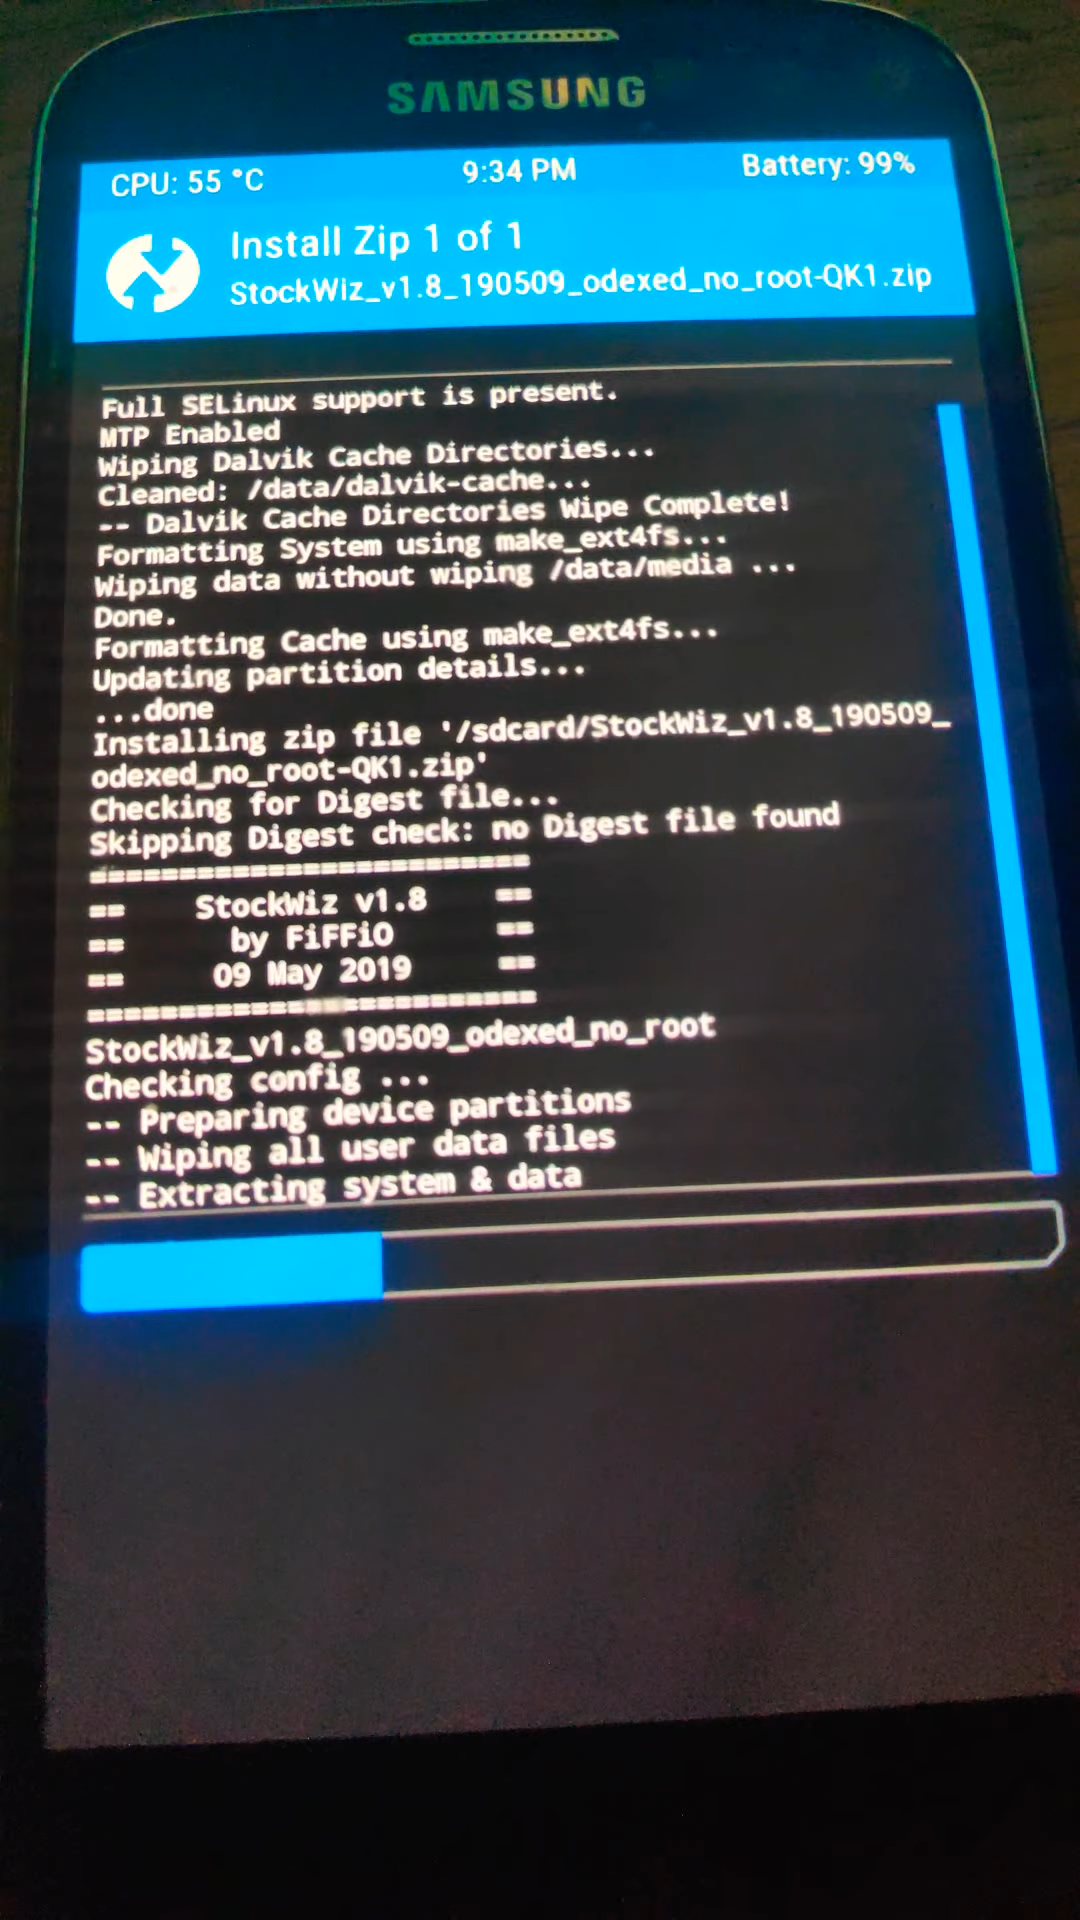 SAMSUNG
CPU: 55 °C 9:34 PM Battery: 99%
Install Zip 1 of 1
StockWiz_v1.8_190509_odexed_no_root-QK1.zip
Full SELinux support is present.
MTP Enabled
Wiping Dalvik Cache Directories...
Cleaned: /data/dalvik-cache...
-- Dalvik Cache Directories Wipe Complete!
Formatting System using make_ext4fs...
Wiping data without wiping /data/media ...
Done.
Formatting Cache using make_ext4fs...
Updating partition details...
...done
Installing zip file '/sdcard/StockWiz_v1.8_190509_
odexed_no_root-QK1.zip'
Checking for Digest file...
Skipping Digest check: no Digest file found
=========================
== StockWiz v1.8 ==
== by FiFFiO ==
== 09 May 2019 ==
=========================
StockWiz_v1.8_190509_odexed_no_root
Checking config ...
-- Preparing device partitions
-- Wiping all user data files
-- Extracting system & data